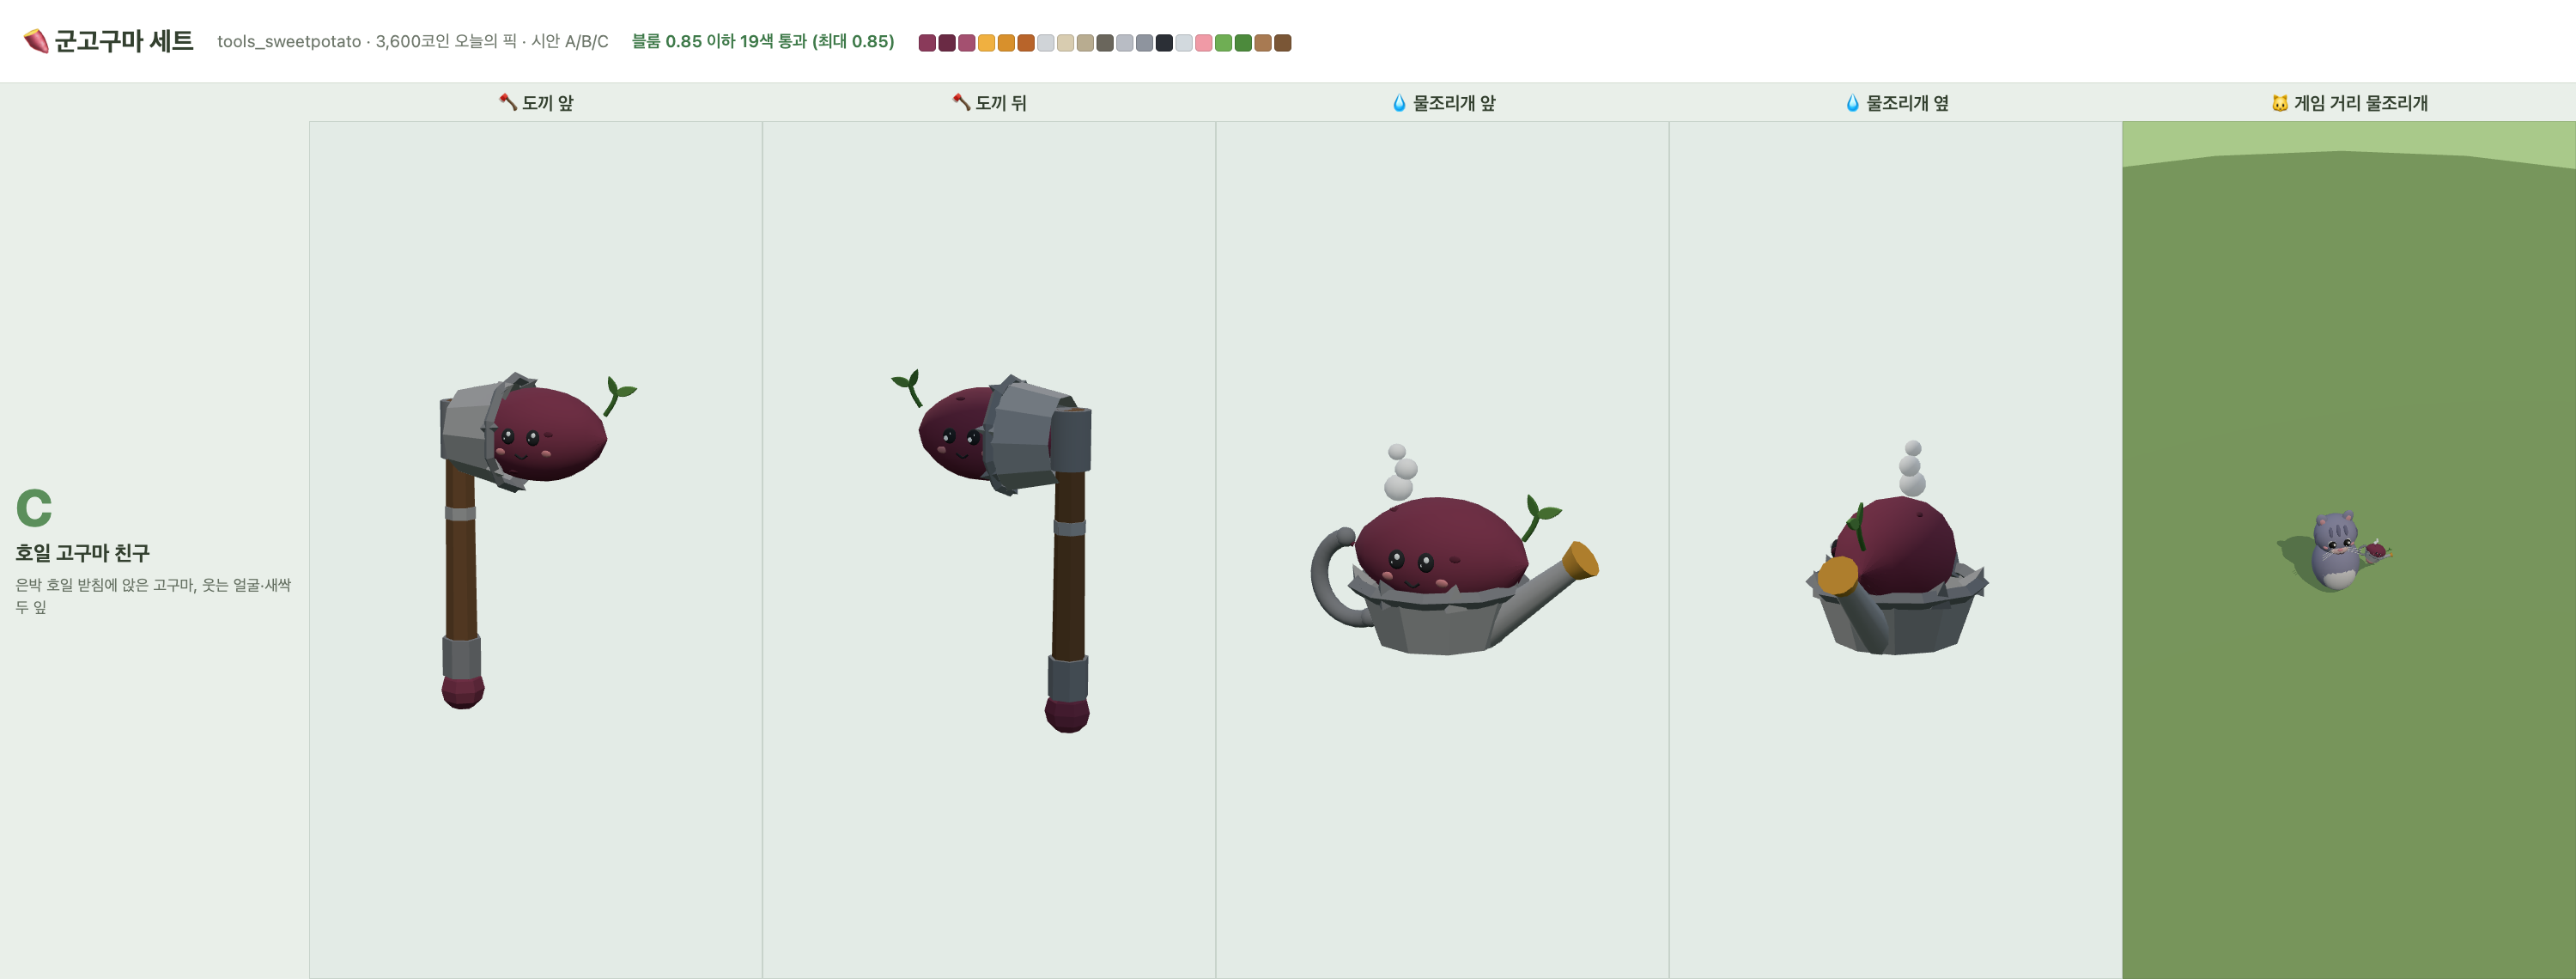 군고구마 세트 tools_sweetpotato · 3,600코인 오늘의 픽 · 시안 A/B/C 블룸 0.85 이하 19색 통과 (최대 0.85)
도끼 앞 도끼 뒤 물조리개 앞 물조리개 옆 게임 거리 물조리개
C
호일 고구마 친구
은박 호일 받침에 앉은 고구마, 웃는 얼굴·새싹
두 잎